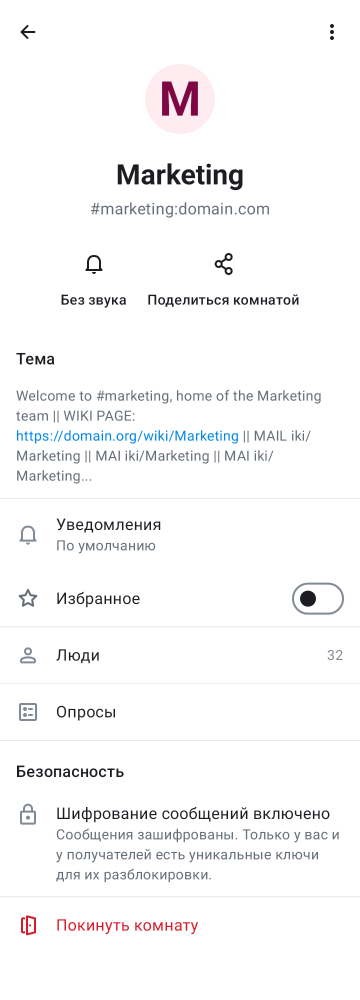 M
Marketing
#marketing:domain.com
Без звука
Поделиться комнатой
Тема
Welcome to #marketing, home of the Marketing
team || WIKI PAGE:
https://domain.org/wiki/Marketing || MAIL iki/
Marketing || MAI iki/Marketing || MAI iki/
Marketing...
Уведомления
По умолчанию
Избранное
Люди 32
Опросы
Безопасность
Шифрование сообщений включено
Сообщения зашифрованы. Только у вас и
у получателей есть уникальные ключи
для их разблокировки.
Покинуть комнату